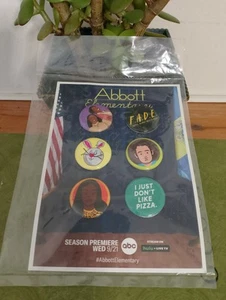 Abbott
Elementary
F.A.D.E.
I JUST
DON'T
LIKE
PIZZA.
SEASON PREMIERE
WED 9/21
abc
#AbbottElementary